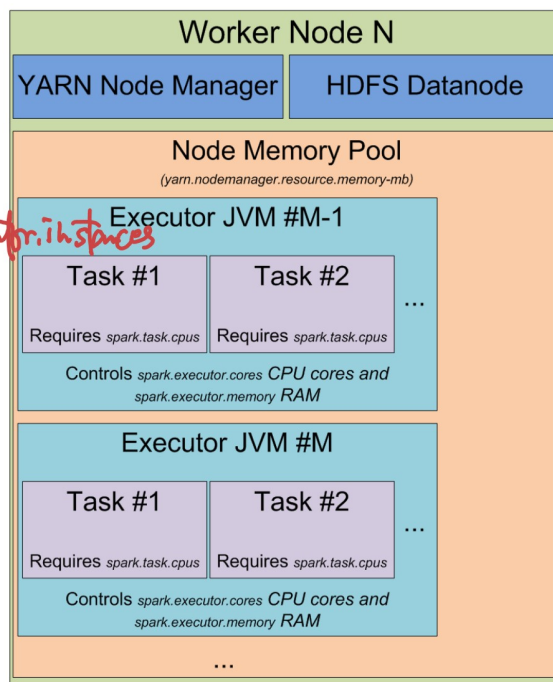 Worker Node N
YARN Node Manager
HDFS Datanode
Node Memory Pool
(yarn.nodemanager.resource.memory-mb)
Executor JVM #M-1
tor.instances
Task #1
Task #2
...
Requires spark.task.cpus
Requires spark.task.cpus
Controls spark.executor.cores CPU cores and
spark.executor.memory RAM
Executor JVM #M
Task #1
Task #2
...
Requires spark.task.cpus
Requires spark.task.cpus
Controls spark.executor.cores CPU cores and
spark.executor.memory RAM
...